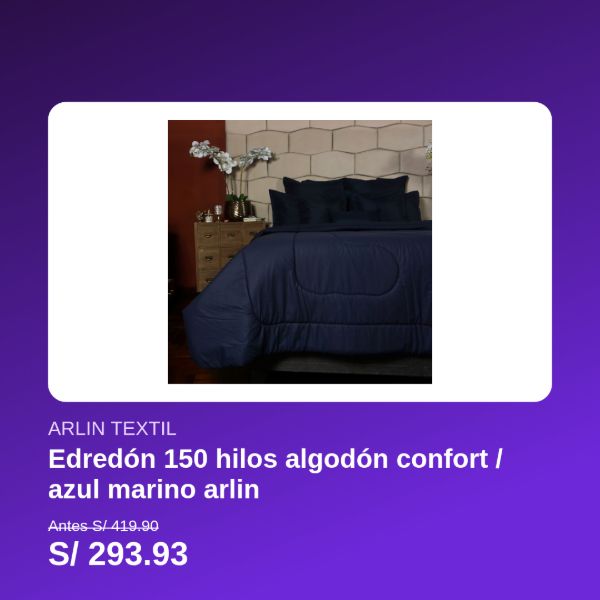 ARLIN TEXTIL
Edredón 150 hilos algodón confort /
azul marino arlin
Antes S/ 419.90
S/ 293.93